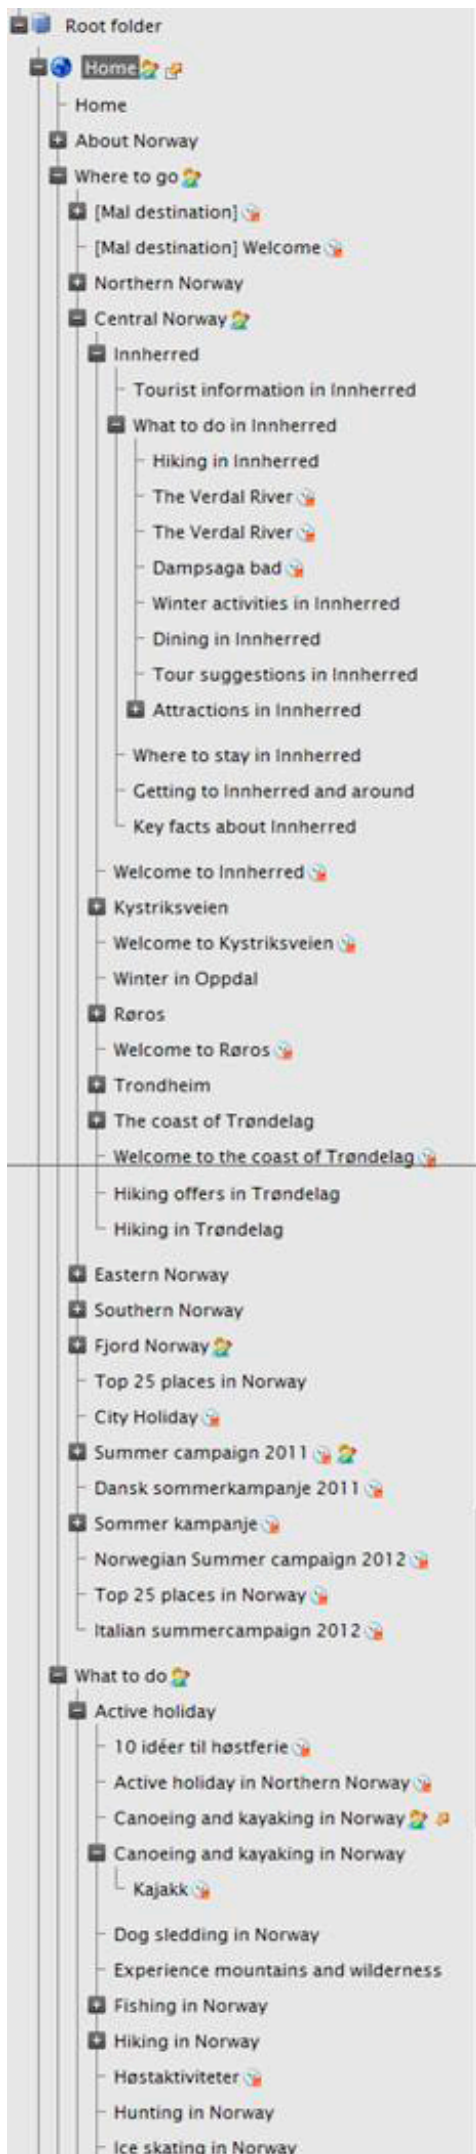 Root folder
Home
Home
About Norway
Where to go
[Mal destination]
[Mal destination] Welcome
Northern Norway
Central Norway
Innherred
Tourist information in Innherred
What to do in Innherred
Hiking in Innherred
The Verdal River
The Verdal River
Dampsaga bad
Winter activities in Innherred
Dining in Innherred
Tour suggestions in Innherred
Attractions in Innherred
Where to stay in Innherred
Getting to Innherred and around
Key facts about Innherred
Welcome to Innherred
Kystriksveien
Welcome to Kystriksveien
Winter in Oppdal
Røros
Welcome to Røros
Trondheim
The coast of Trøndelag
Welcome to the coast of Trøndelag
Hiking offers in Trøndelag
Hiking in Trøndelag
Eastern Norway
Southern Norway
Fjord Norway
Top 25 places in Norway
City Holiday
Summer campaign 2011
Dansk sommerkampanje 2011
Sommer kampanje
Norwegian Summer campaign 2012
Top 25 places in Norway
Italian summercampaign 2012
What to do
Active holiday
10 idéer til høstferie
Active holiday in Northern Norway
Canoeing and kayaking in Norway
Canoeing and kayaking in Norway
Kajakk
Dog sledding in Norway
Experience mountains and wilderness
Fishing in Norway
Hiking in Norway
Høstaktiviteter
Hunting in Norway
Ice skating in Norway